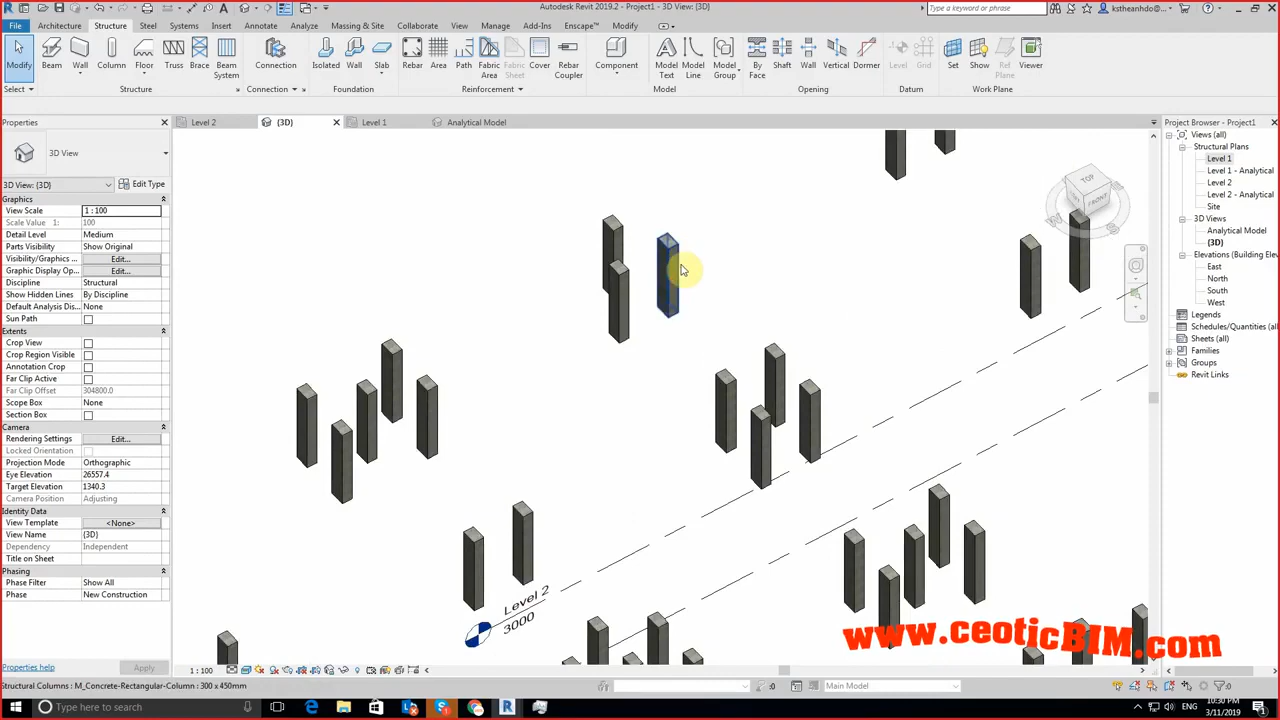 Autodesk Revit 2019.2 - Project1 - 3D View: {3D}
Type a keyword or phrase
kstheanhdo
File
Architecture
Structure
Steel
Systems
Insert
Annotate
Analyze
Massing & Site
Collaborate
View
Manage
Add-Ins
Enscape™
Modify
Modify
Beam
Wall
Column
Floor
Truss
Brace
Beam
System
Connection
Isolated
Wall
Slab
Rebar
Area
Path
Fabric
Area
Fabric
Sheet
Cover
Rebar
Coupler
Component
Model
Text
Model
Line
Model
Group
By
Face
Shaft
Wall
Vertical
Dormer
Level
Grid
Set
Show
Ref
Plane
Viewer
Select
Structure
Connection
Foundation
Reinforcement
Model
Opening
Datum
Work Plane
Properties
Level 2
{3D}
Level 1
Analytical Model
Project Browser - Project1
3D View
3D View: {3D}
Edit Type
Graphics
View Scale 1 : 100
Scale Value 1: 100
Detail Level Medium
Parts Visibility Show Original
Visibility/Graphics ... Edit...
Graphic Display Op... Edit...
Discipline Structural
Show Hidden Lines By Discipline
Default Analysis Dis... None
Sun Path
Extents
Crop View
Crop Region Visible
Annotation Crop
Far Clip Active
Far Clip Offset 304800.0
Scope Box None
Section Box
Camera
Rendering Settings Edit...
Locked Orientation
Projection Mode Orthographic
Eye Elevation 26557.4
Target Elevation 1340.3
Camera Position Adjusting
Identity Data
View Template <None>
View Name {3D}
Dependency Independent
Title on Sheet
Phasing
Phase Filter Show All
Phase New Construction
Properties help
Apply
TOP
FRONT
Level 2
3000
Views (all)
Structural Plans
Level 1
Level 1 - Analytical
Level 2
Level 2 - Analytical
Site
3D Views
Analytical Model
{3D}
Elevations (Building Elev
East
North
South
West
Legends
Schedules/Quantities (al
Sheets (all)
Families
Groups
Revit Links
www.ceoticBIM.com
1 : 100
Structural Columns : M_Concrete-Rectangular-Column : 300 x 450mm
:0
Main Model
:0
Type here to search
10:30 PM
3/11/2019